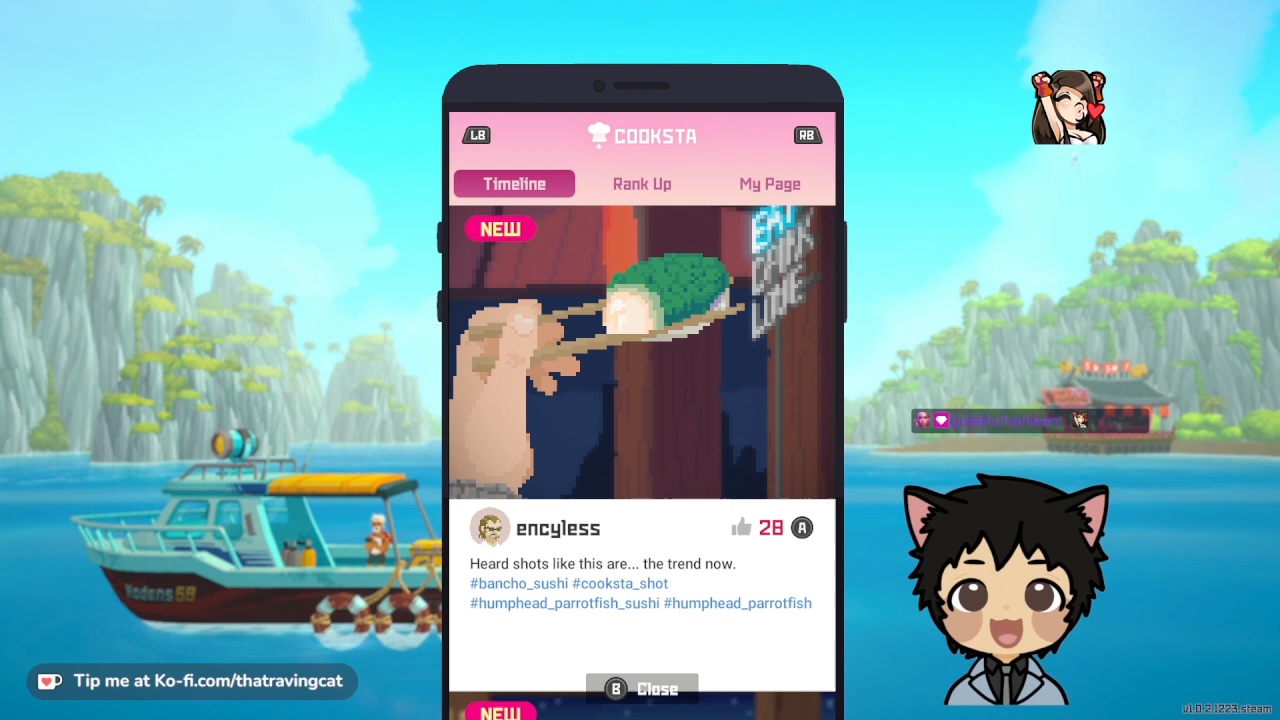 LB
COOKSTA
RB
Timeline
Rank Up
My Page
NEW
EAT
encyless
28
A
Heard shots like this are... the trend now.
#bancho_sushi #cooksta_shot
#humphead_parrotfish_sushi #humphead_parrotfish
B Close
NEW
Tip me at Ko-fi.com/thatravingcat
v1.0.2.1223.steam